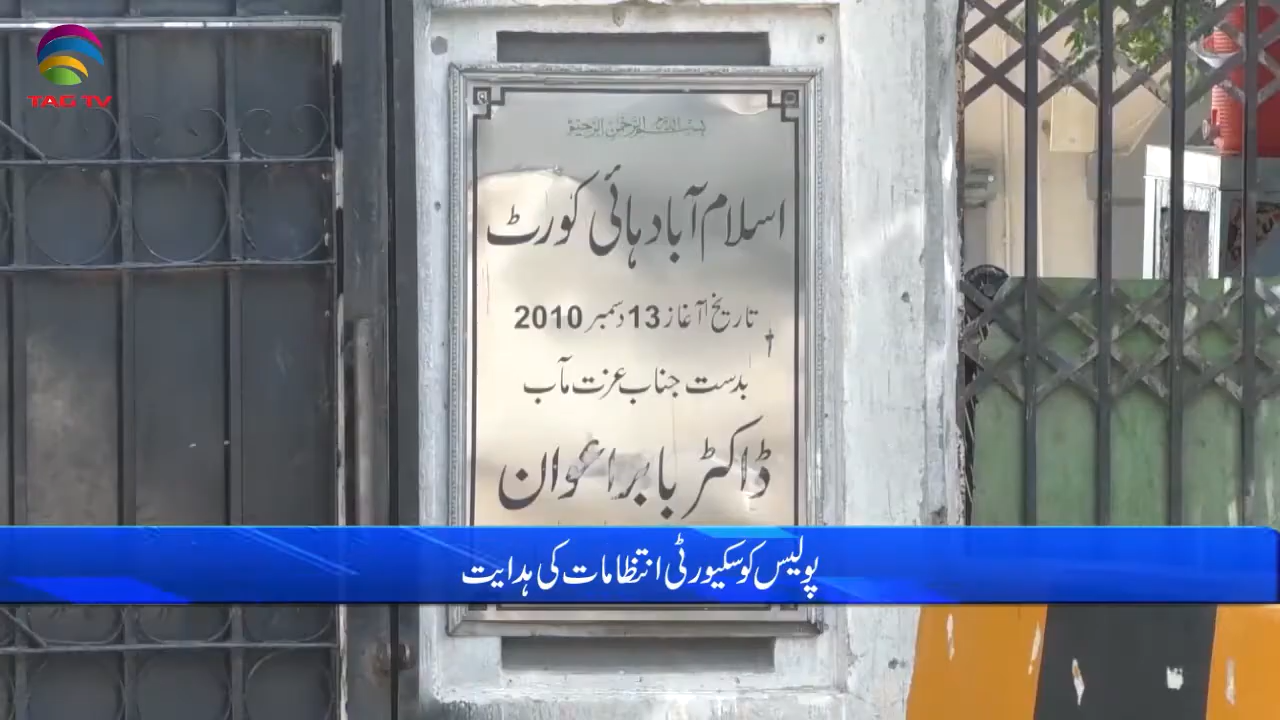 TAG TV
بسم اللہ الرحمٰن الرحیم
اسلام آباد ہائی کورٹ
تاریخ آغاز 13 دسمبر 2010
بدست جناب عزت مآب
ڈاکٹر بابر اعوان
پولیس کو سکیورٹی انتظامات کی ہدایت